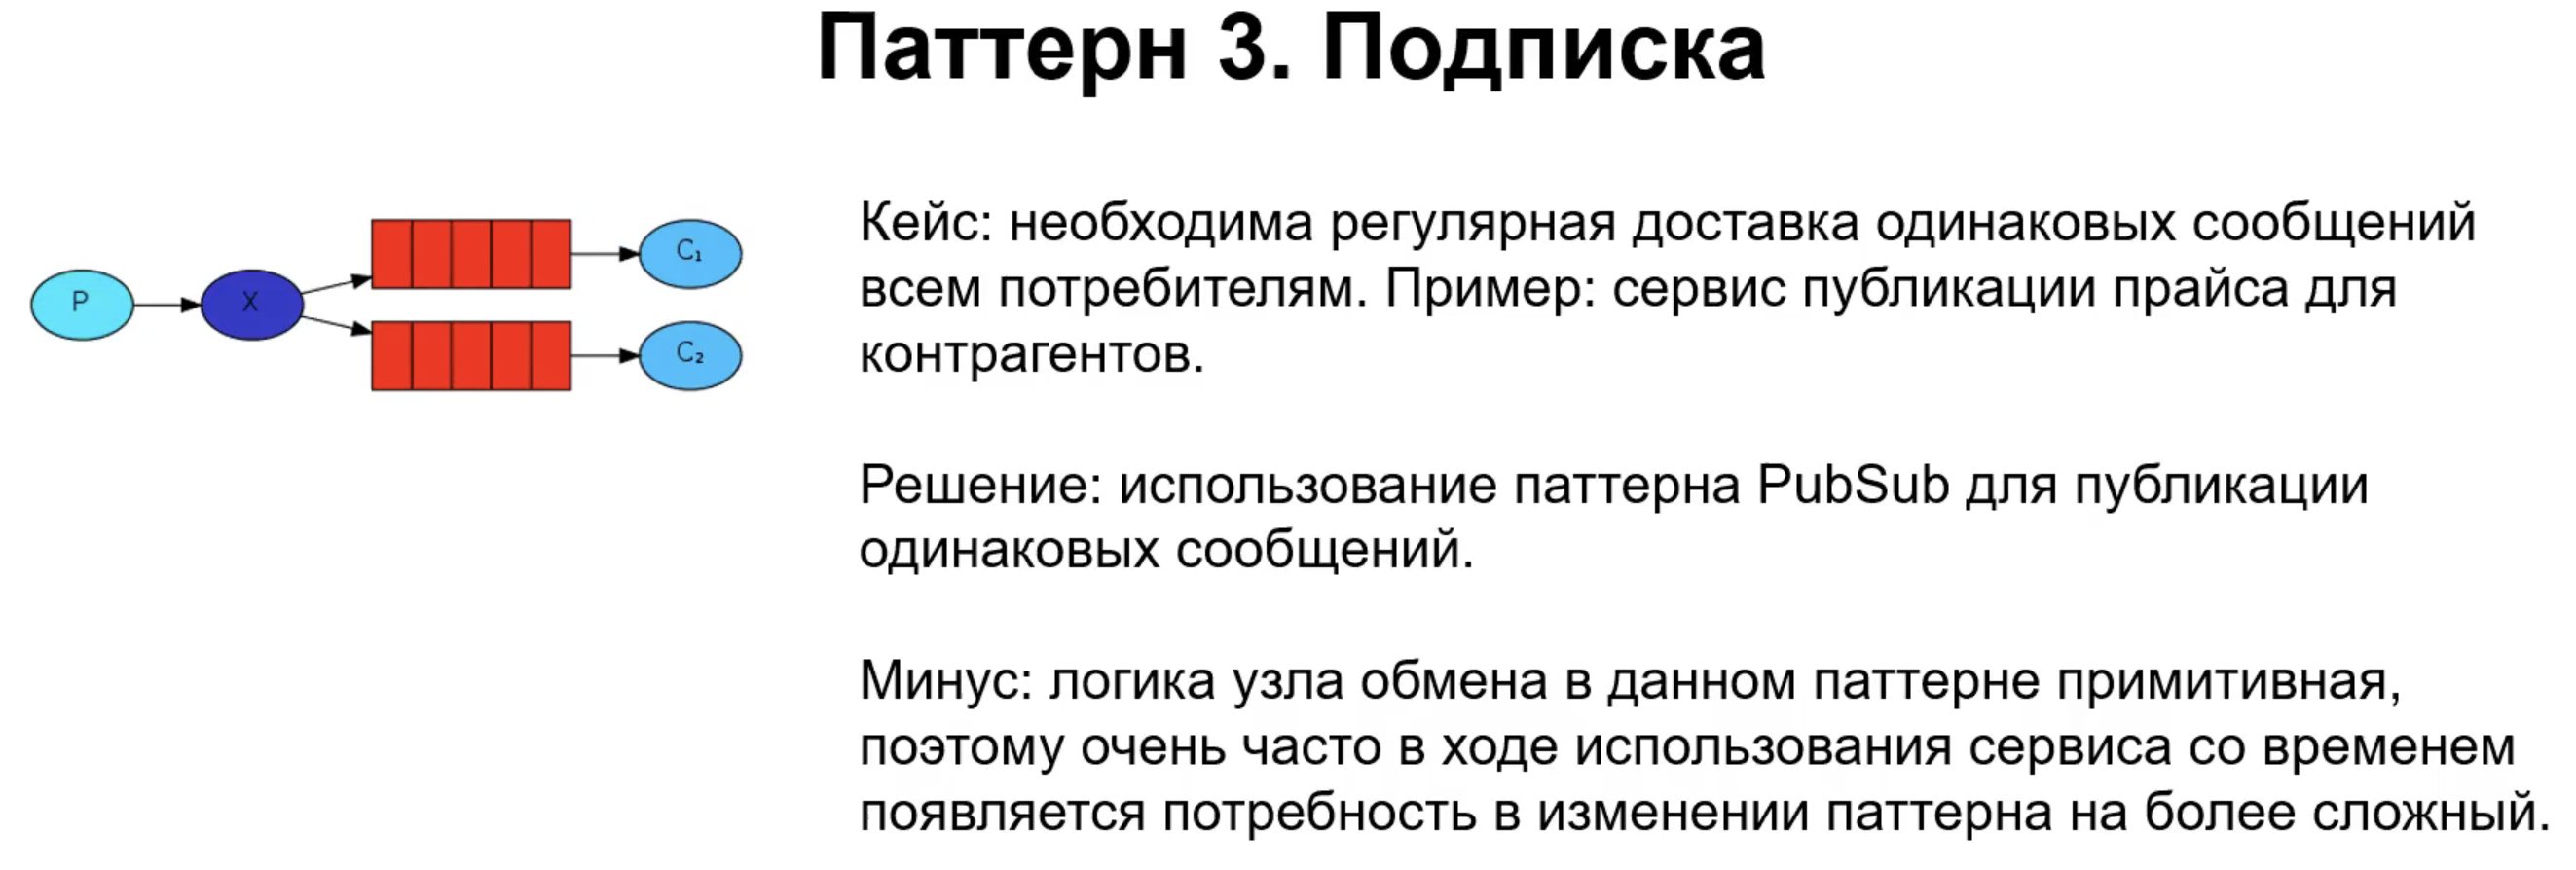 Паттерн 3. Подписка
P
X
C₁
C₂
Кейс: необходима регулярная доставка одинаковых сообщений
всем потребителям. Пример: сервис публикации прайса для
контрагентов.
Решение: использование паттерна PubSub для публикации
одинаковых сообщений.
Минус: логика узла обмена в данном паттерне примитивная,
поэтому очень часто в ходе использования сервиса со временем
появляется потребность в изменении паттерна на более сложный.